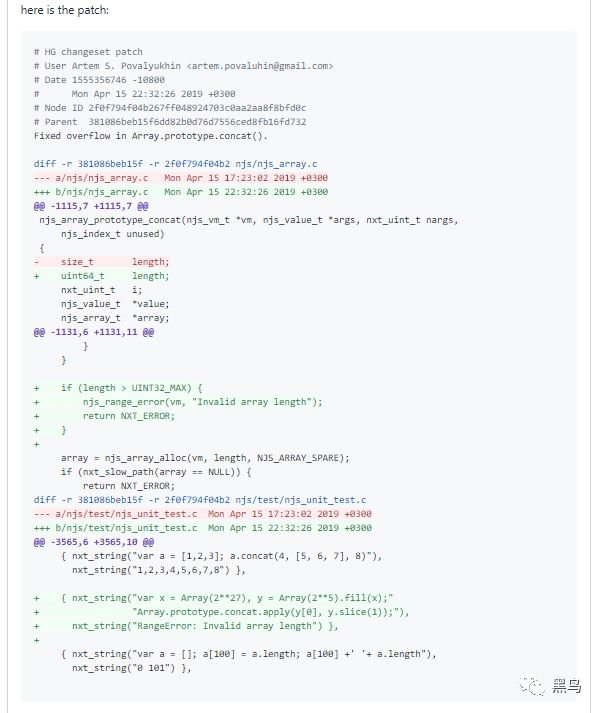 here is the patch:
# HG changeset patch
# User Artem S. Povalyukhin <artem.povaluhin@gmail.com>
# Date 1555356746 -10800
#      Mon Apr 15 22:32:26 2019 +0300
# Node ID 2f0f794f04b267ff048924703c0aa2aa8f8bfd0c
# Parent  381086beb15f6dd82b0d76d7556ced8fb16fd732
Fixed overflow in Array.prototype.concat().
diff -r 381086beb15f -r 2f0f794f04b2 njs/njs_array.c
--- a/njs/njs_array.c   Mon Apr 15 17:23:02 2019 +0300
+++ b/njs/njs_array.c   Mon Apr 15 22:32:26 2019 +0300
@@ -1115,7 +1115,7 @@
 njs_array_prototype_concat(njs_vm_t *vm, njs_value_t *args, nxt_uint_t nargs,
     njs_index_t unused)
 {
-    size_t       length;
+    uint64_t     length;
     nxt_uint_t   i;
     njs_value_t  *value;
     njs_array_t  *array;
@@ -1131,6 +1131,11 @@
         }
     }
+    if (length > UINT32_MAX) {
+        njs_range_error(vm, "Invalid array length");
+        return NXT_ERROR;
+    }
+
     array = njs_array_alloc(vm, length, NJS_ARRAY_SPARE);
     if (nxt_slow_path(array == NULL)) {
         return NXT_ERROR;
diff -r 381086beb15f -r 2f0f794f04b2 njs/test/njs_unit_test.c
--- a/njs/test/njs_unit_test.c  Mon Apr 15 17:23:02 2019 +0300
+++ b/njs/test/njs_unit_test.c  Mon Apr 15 22:32:26 2019 +0300
@@ -3565,6 +3565,10 @@
     { nxt_string("var a = [1,2,3]; a.concat(4, [5, 6, 7], 8)"),
       nxt_string("1,2,3,4,5,6,7,8") },
+    { nxt_string("var x = Array(2**27), y = Array(2**5).fill(x);"
+                 "Array.prototype.concat.apply(y[0], y.slice(1));"),
+      nxt_string("RangeError: Invalid array length") },
+
     { nxt_string("var a = []; a[100] = a.length; a[100] +' '+ a.length"),
       nxt_string("0 101") },
黑鸟